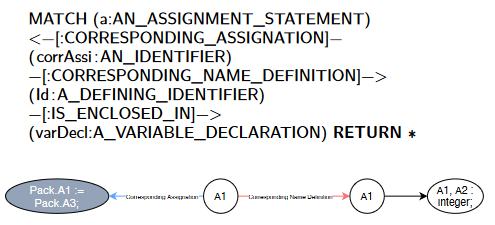 MATCH (a:AN_ASSIGNMENT_STATEMENT)
<−[:CORRESPONDING_ASSIGNATION]−
(corrAssi:AN_IDENTIFIER)
−[:CORRESPONDING_NAME_DEFINITION]−>
(Id:A_DEFINING_IDENTIFIER)
−[:IS_ENCLOSED_IN]−>
(varDecl:A_VARIABLE_DECLARATION) RETURN *
Pack.A1 :=
Pack.A3;
Corresponding Assignation
A1
Corresponding Name Definition
A1
A1, A2 :
integer;